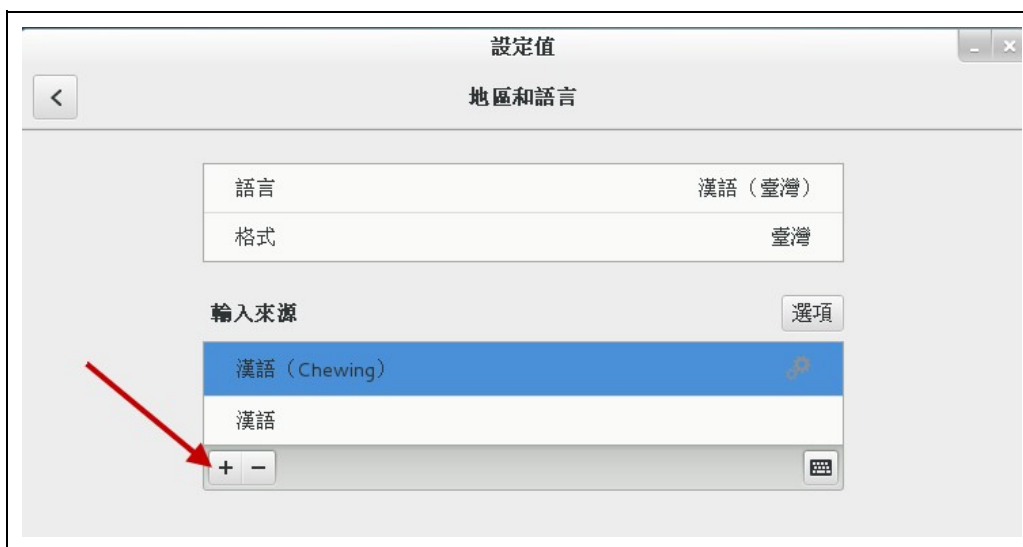 設定值
地區和語言
語言 漢語（臺灣）
格式 臺灣
輸入來源 選項
漢語（Chewing）
漢語